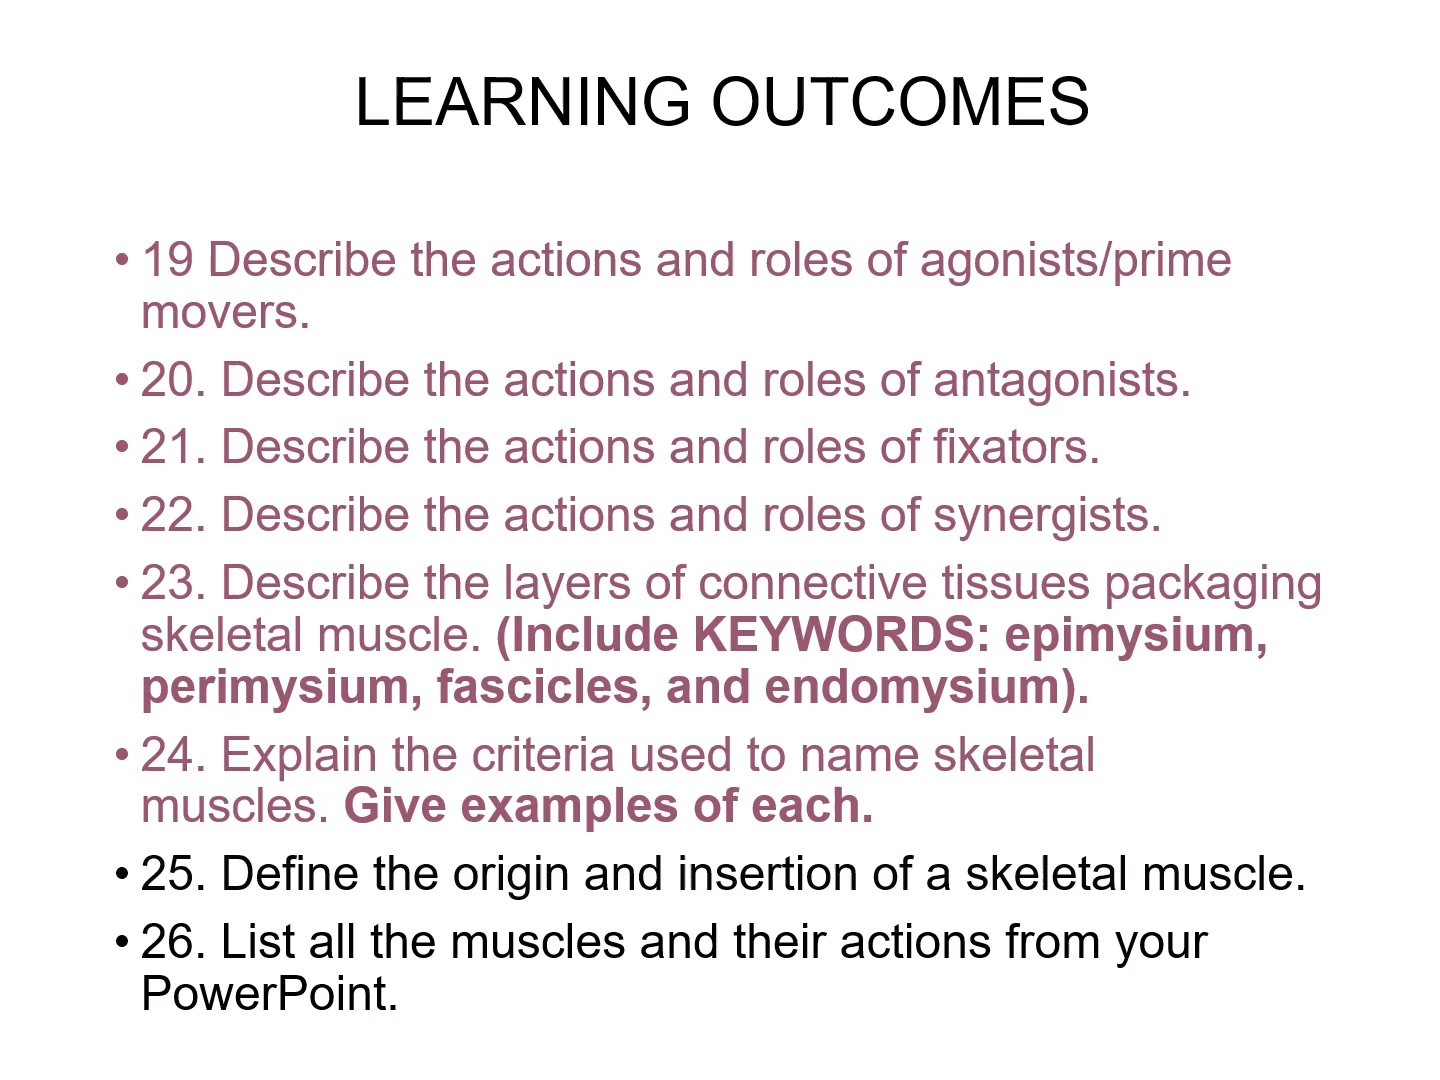 LEARNING OUTCOMES
• 19 Describe the actions and roles of agonists/prime
movers.
• 20. Describe the actions and roles of antagonists.
• 21. Describe the actions and roles of fixators.
• 22. Describe the actions and roles of synergists.
• 23. Describe the layers of connective tissues packaging
skeletal muscle. (Include KEYWORDS: epimysium,
perimysium, fascicles, and endomysium).
• 24. Explain the criteria used to name skeletal
muscles. Give examples of each.
• 25. Define the origin and insertion of a skeletal muscle.
• 26. List all the muscles and their actions from your
PowerPoint.